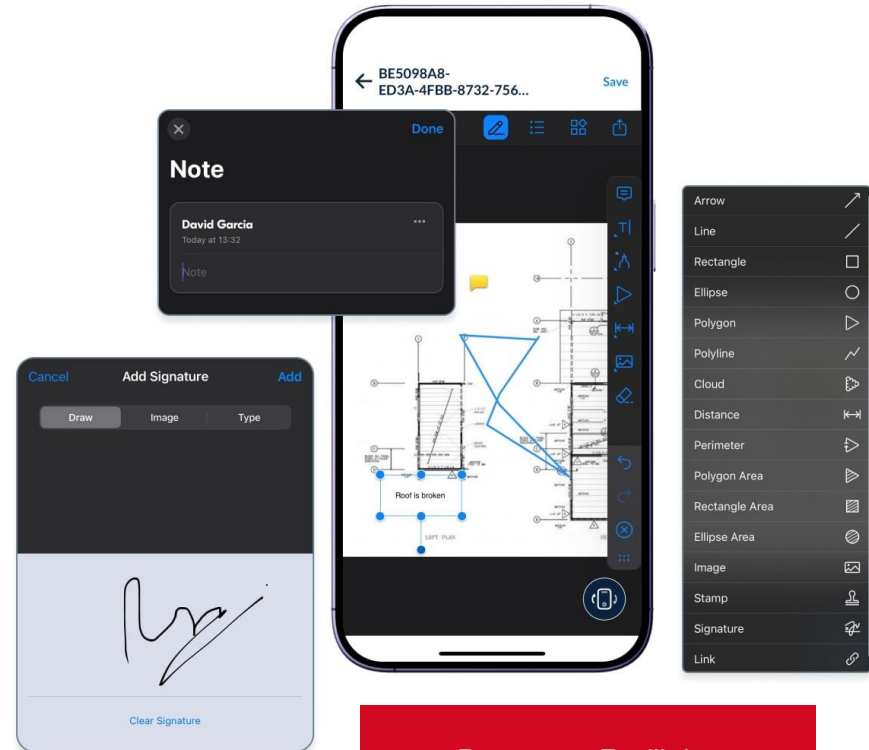 BE5098A8-
ED3A-4FBB-8732-756...
Save
Done
Note
David Garcia
Today at 13:32
Note
Cancel
Add Signature
Add
Draw
Image
Type
Clear Signature
Roof is broken
LOFT PLAN
Arrow
Line
Rectangle
Ellipse
Polygon
Polyline
Cloud
Distance
Perimeter
Polygon Area
Rectangle Area
Ellipse Area
Image
Stamp
Signature
Link